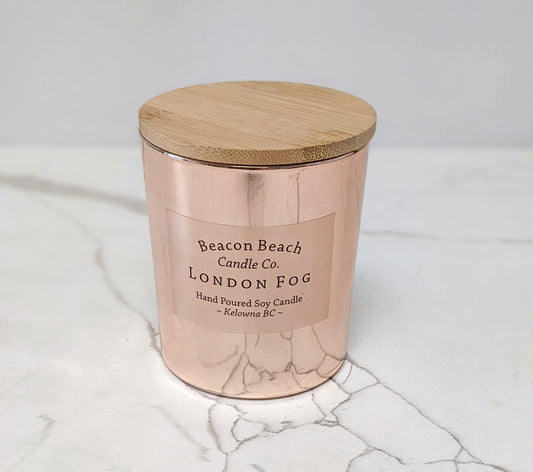 Beacon Beach
Candle Co.
London Fog
Hand Poured Soy Candle
~ Kelowna BC ~